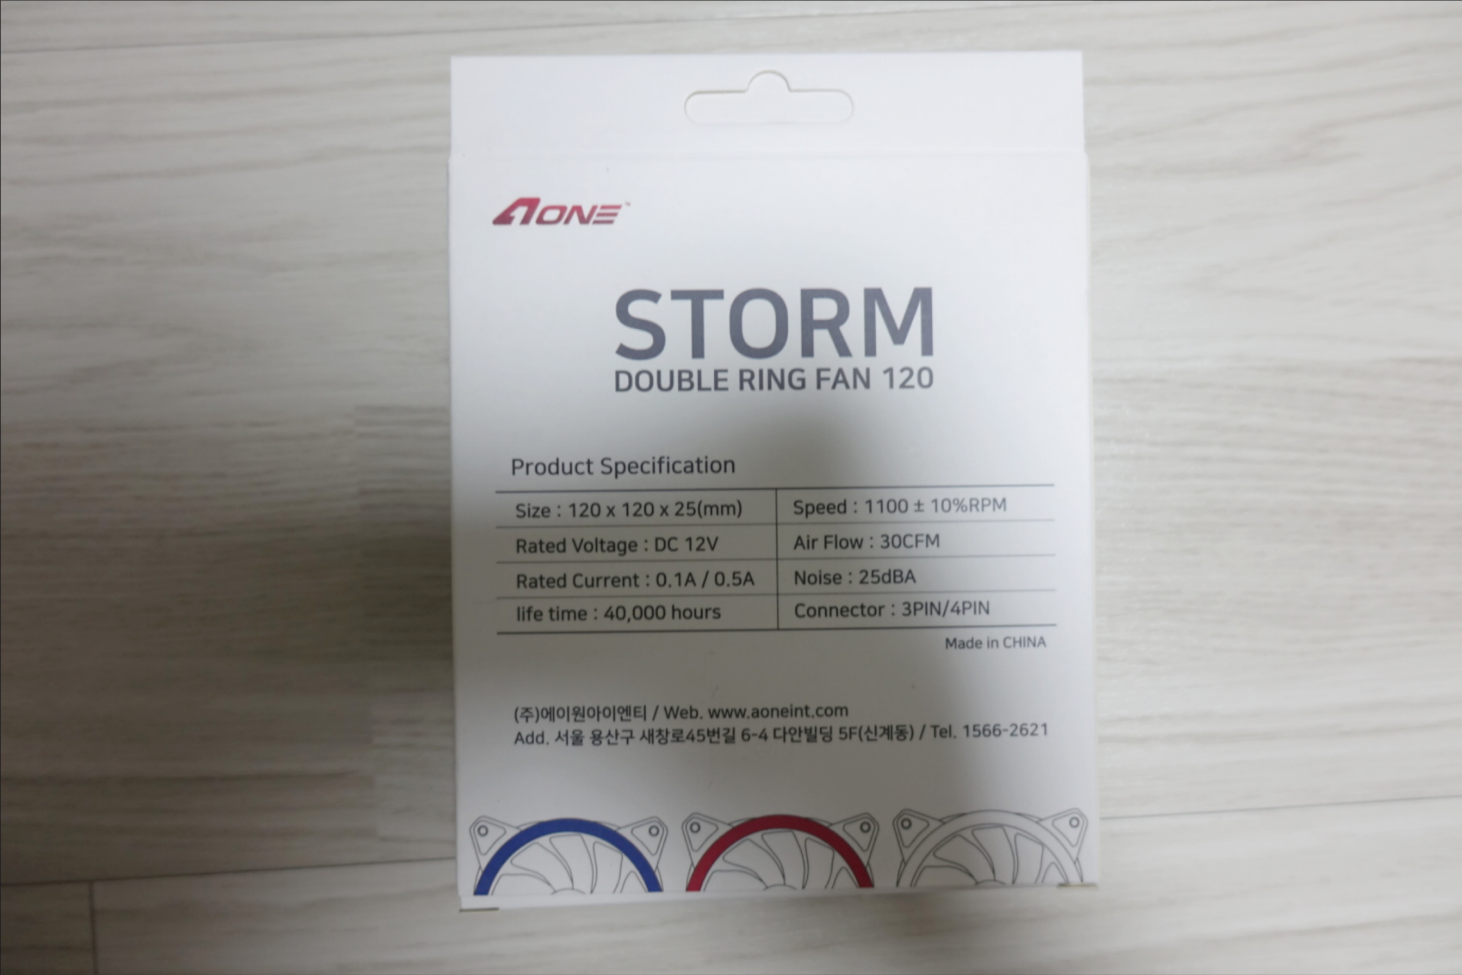 AONE™
STORM
DOUBLE RING FAN 120
Product Specification
Size : 120 x 120 x 25(mm)
Speed : 1100 ± 10%RPM
Rated Voltage : DC 12V
Air Flow : 30CFM
Rated Current : 0.1A / 0.5A
Noise : 25dBA
life time : 40,000 hours
Connector : 3PIN/4PIN
Made in CHINA
(주)에이원아이엔티 / Web. www.aoneint.com
Add. 서울 용산구 새창로45번길 6-4 다안빌딩 5F(신계동) / Tel. 1566-2621